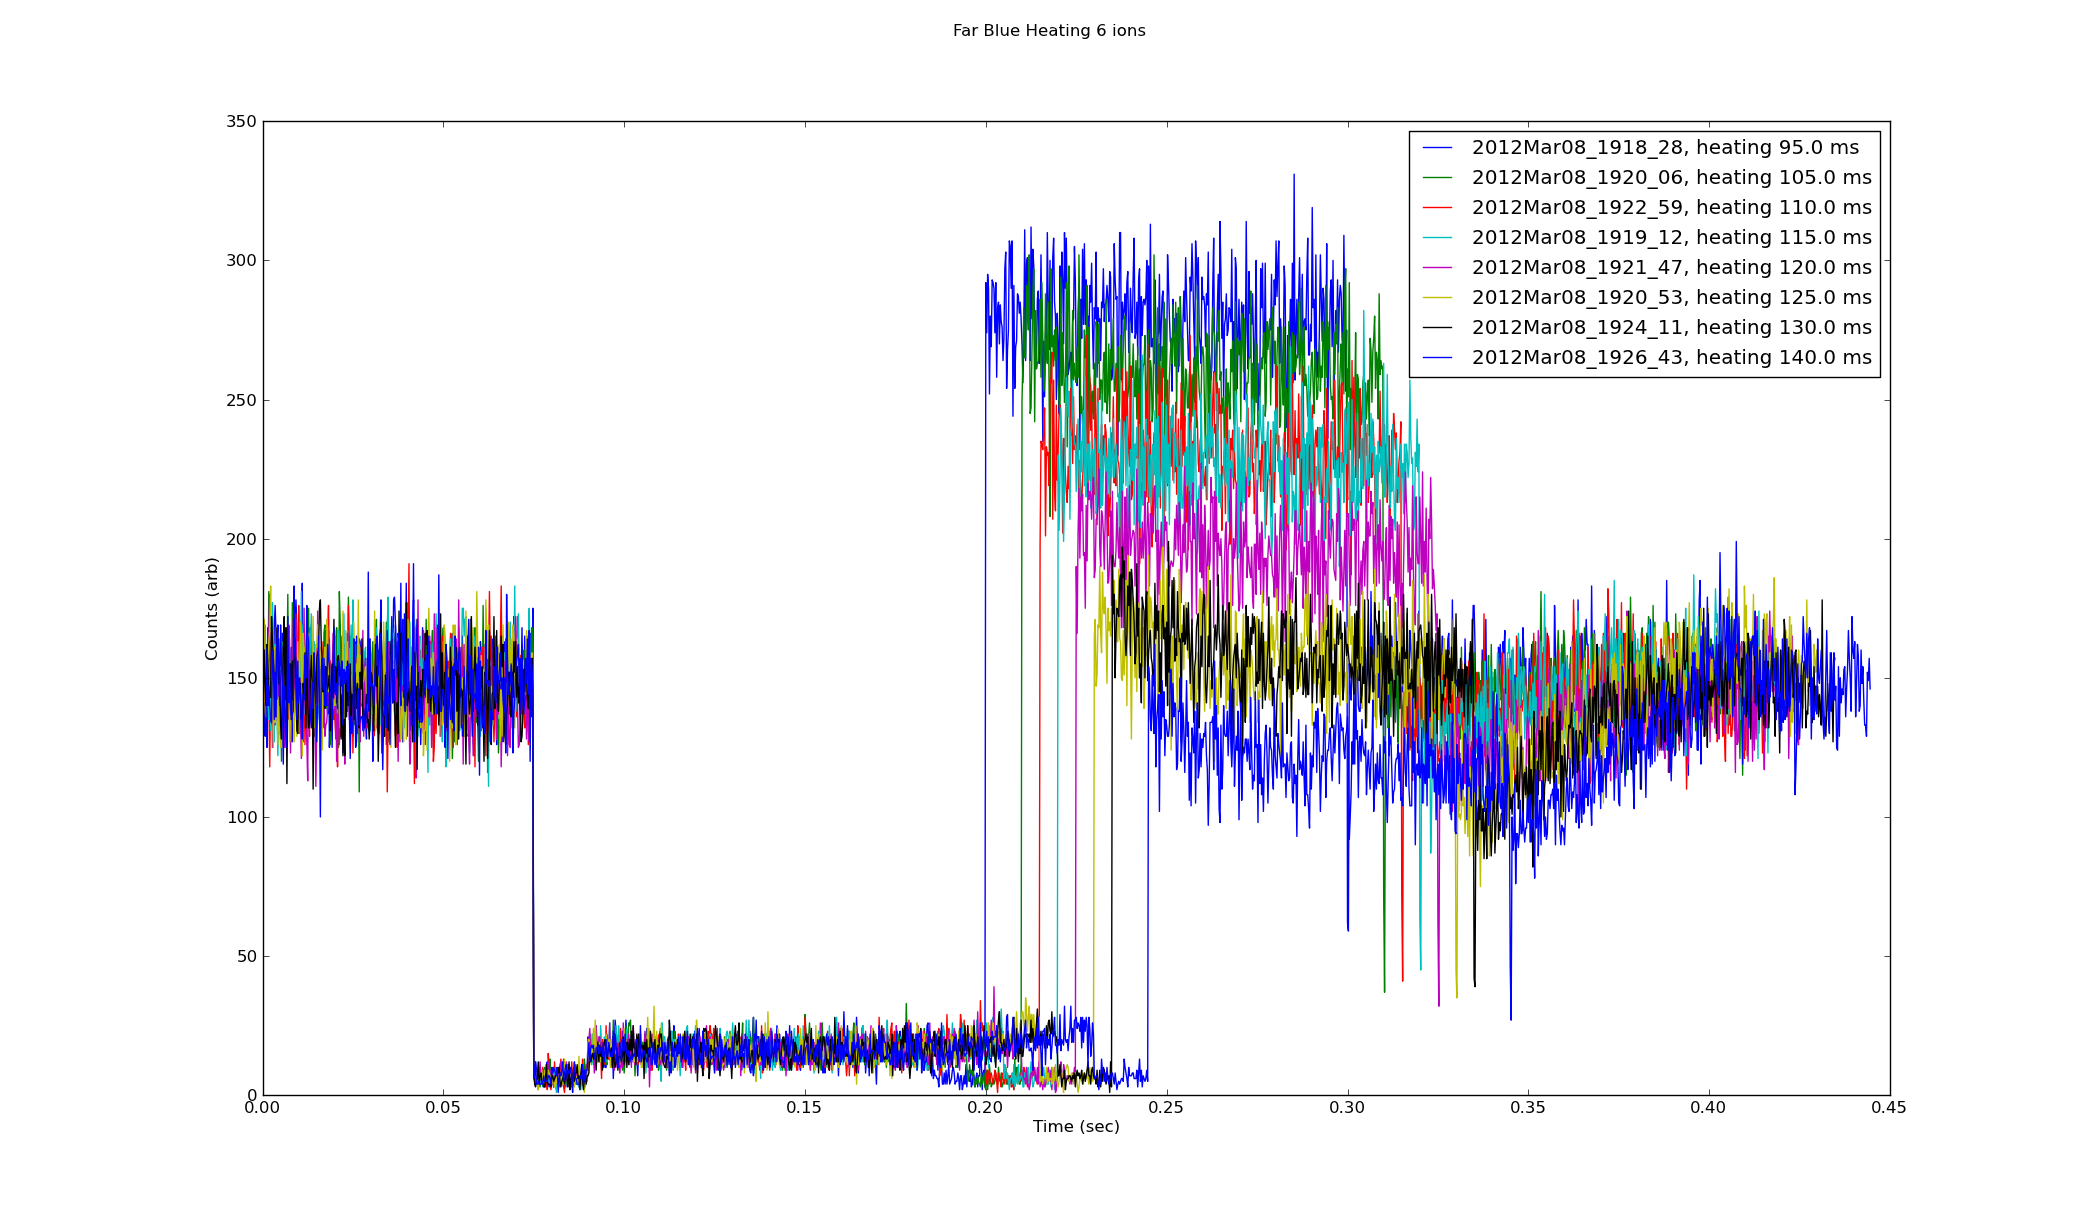 Far Blue Heating 6 ions
350
300
250
200
150
100
50
0
Counts (arb)
2012Mar08_1918_28, heating 95.0 ms
2012Mar08_1920_06, heating 105.0 ms
2012Mar08_1922_59, heating 110.0 ms
2012Mar08_1919_12, heating 115.0 ms
2012Mar08_1921_47, heating 120.0 ms
2012Mar08_1920_53, heating 125.0 ms
2012Mar08_1924_11, heating 130.0 ms
2012Mar08_1926_43, heating 140.0 ms
0.00 0.05 0.10 0.15 0.20 0.25 0.30 0.35 0.40 0.45
Time (sec)